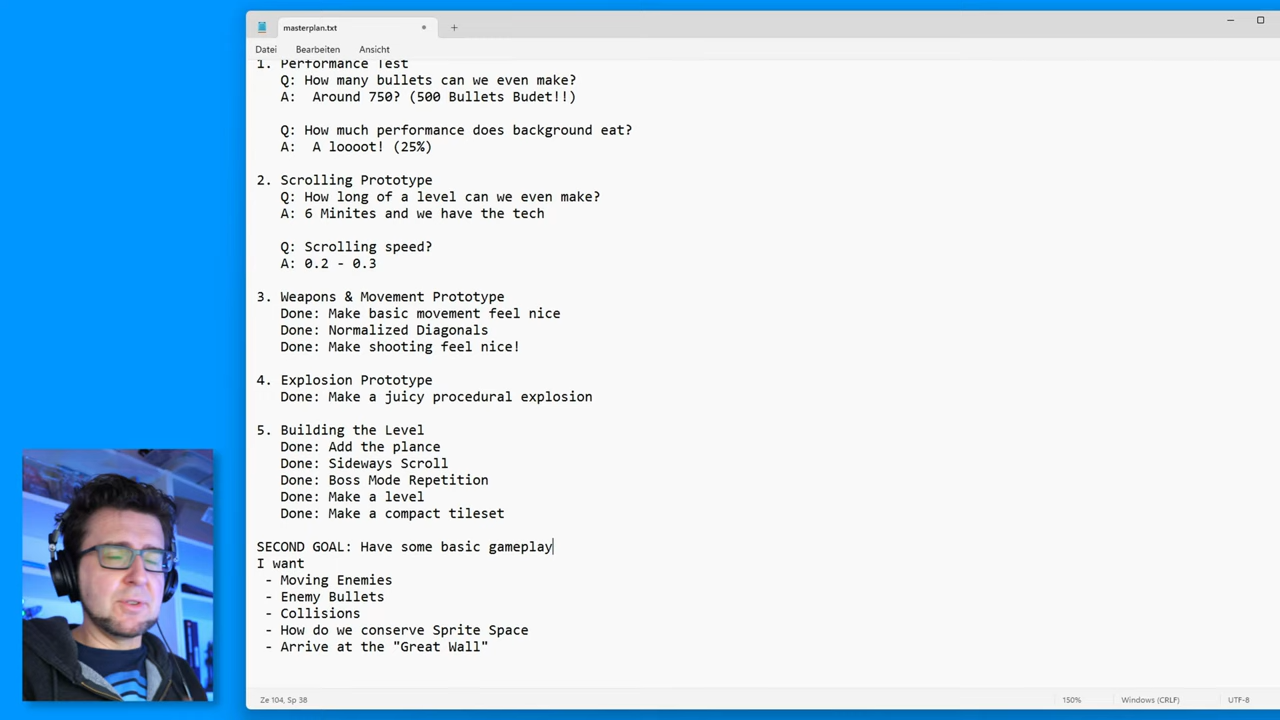 masterplan.txt
Datei Bearbeiten Ansicht
1. Performance Test
Q: How many bullets can we even make?
A: Around 750? (500 Bullets Budet!!)
Q: How much performance does background eat?
A: A loooot! (25%)
2. Scrolling Prototype
Q: How long of a level can we even make?
A: 6 Minites and we have the tech
Q: Scrolling speed?
A: 0.2 - 0.3
3. Weapons & Movement Prototype
Done: Make basic movement feel nice
Done: Normalized Diagonals
Done: Make shooting feel nice!
4. Explosion Prototype
Done: Make a juicy procedural explosion
5. Building the Level
Done: Add the plance
Done: Sideways Scroll
Done: Boss Mode Repetition
Done: Make a level
Done: Make a compact tileset
SECOND GOAL: Have some basic gameplay
I want
- Moving Enemies
- Enemy Bullets
- Collisions
- How do we conserve Sprite Space
- Arrive at the "Great Wall"
Ze 104, Sp 38 150% Windows (CRLF) UTF-8